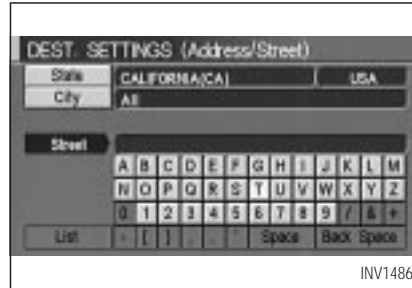 DEST. SETTINGS (Address/Street)
State CALIFORNIA(CA) USA
City All
Street
A B C D E F G H I J K L M
N O P Q R S T U V W X Y Z
0 1 2 3 4 5 6 7 8 9 / & +
List - [ ] Space Back Space
INV1486